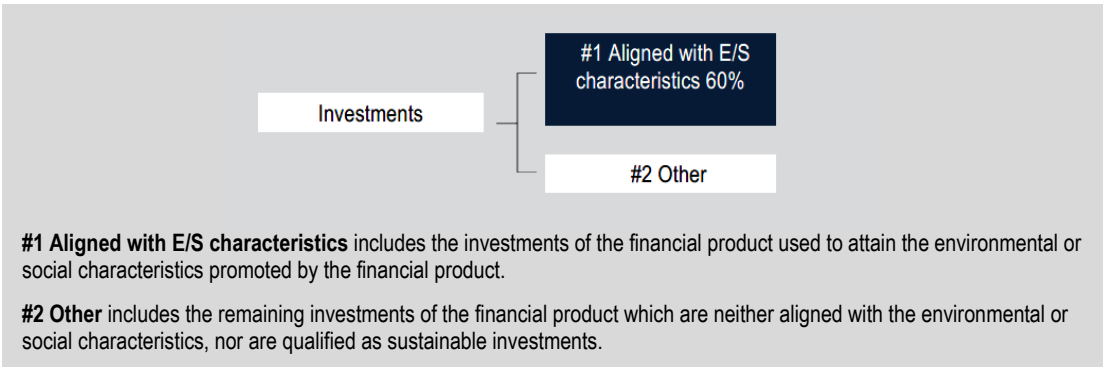 #1 Aligned with E/S
characteristics 60%
Investments
#2 Other
#1 Aligned with E/S characteristics includes the investments of the financial product used to attain the environmental or
social characteristics promoted by the financial product.
#2 Other includes the remaining investments of the financial product which are neither aligned with the environmental or
social characteristics, nor are qualified as sustainable investments.